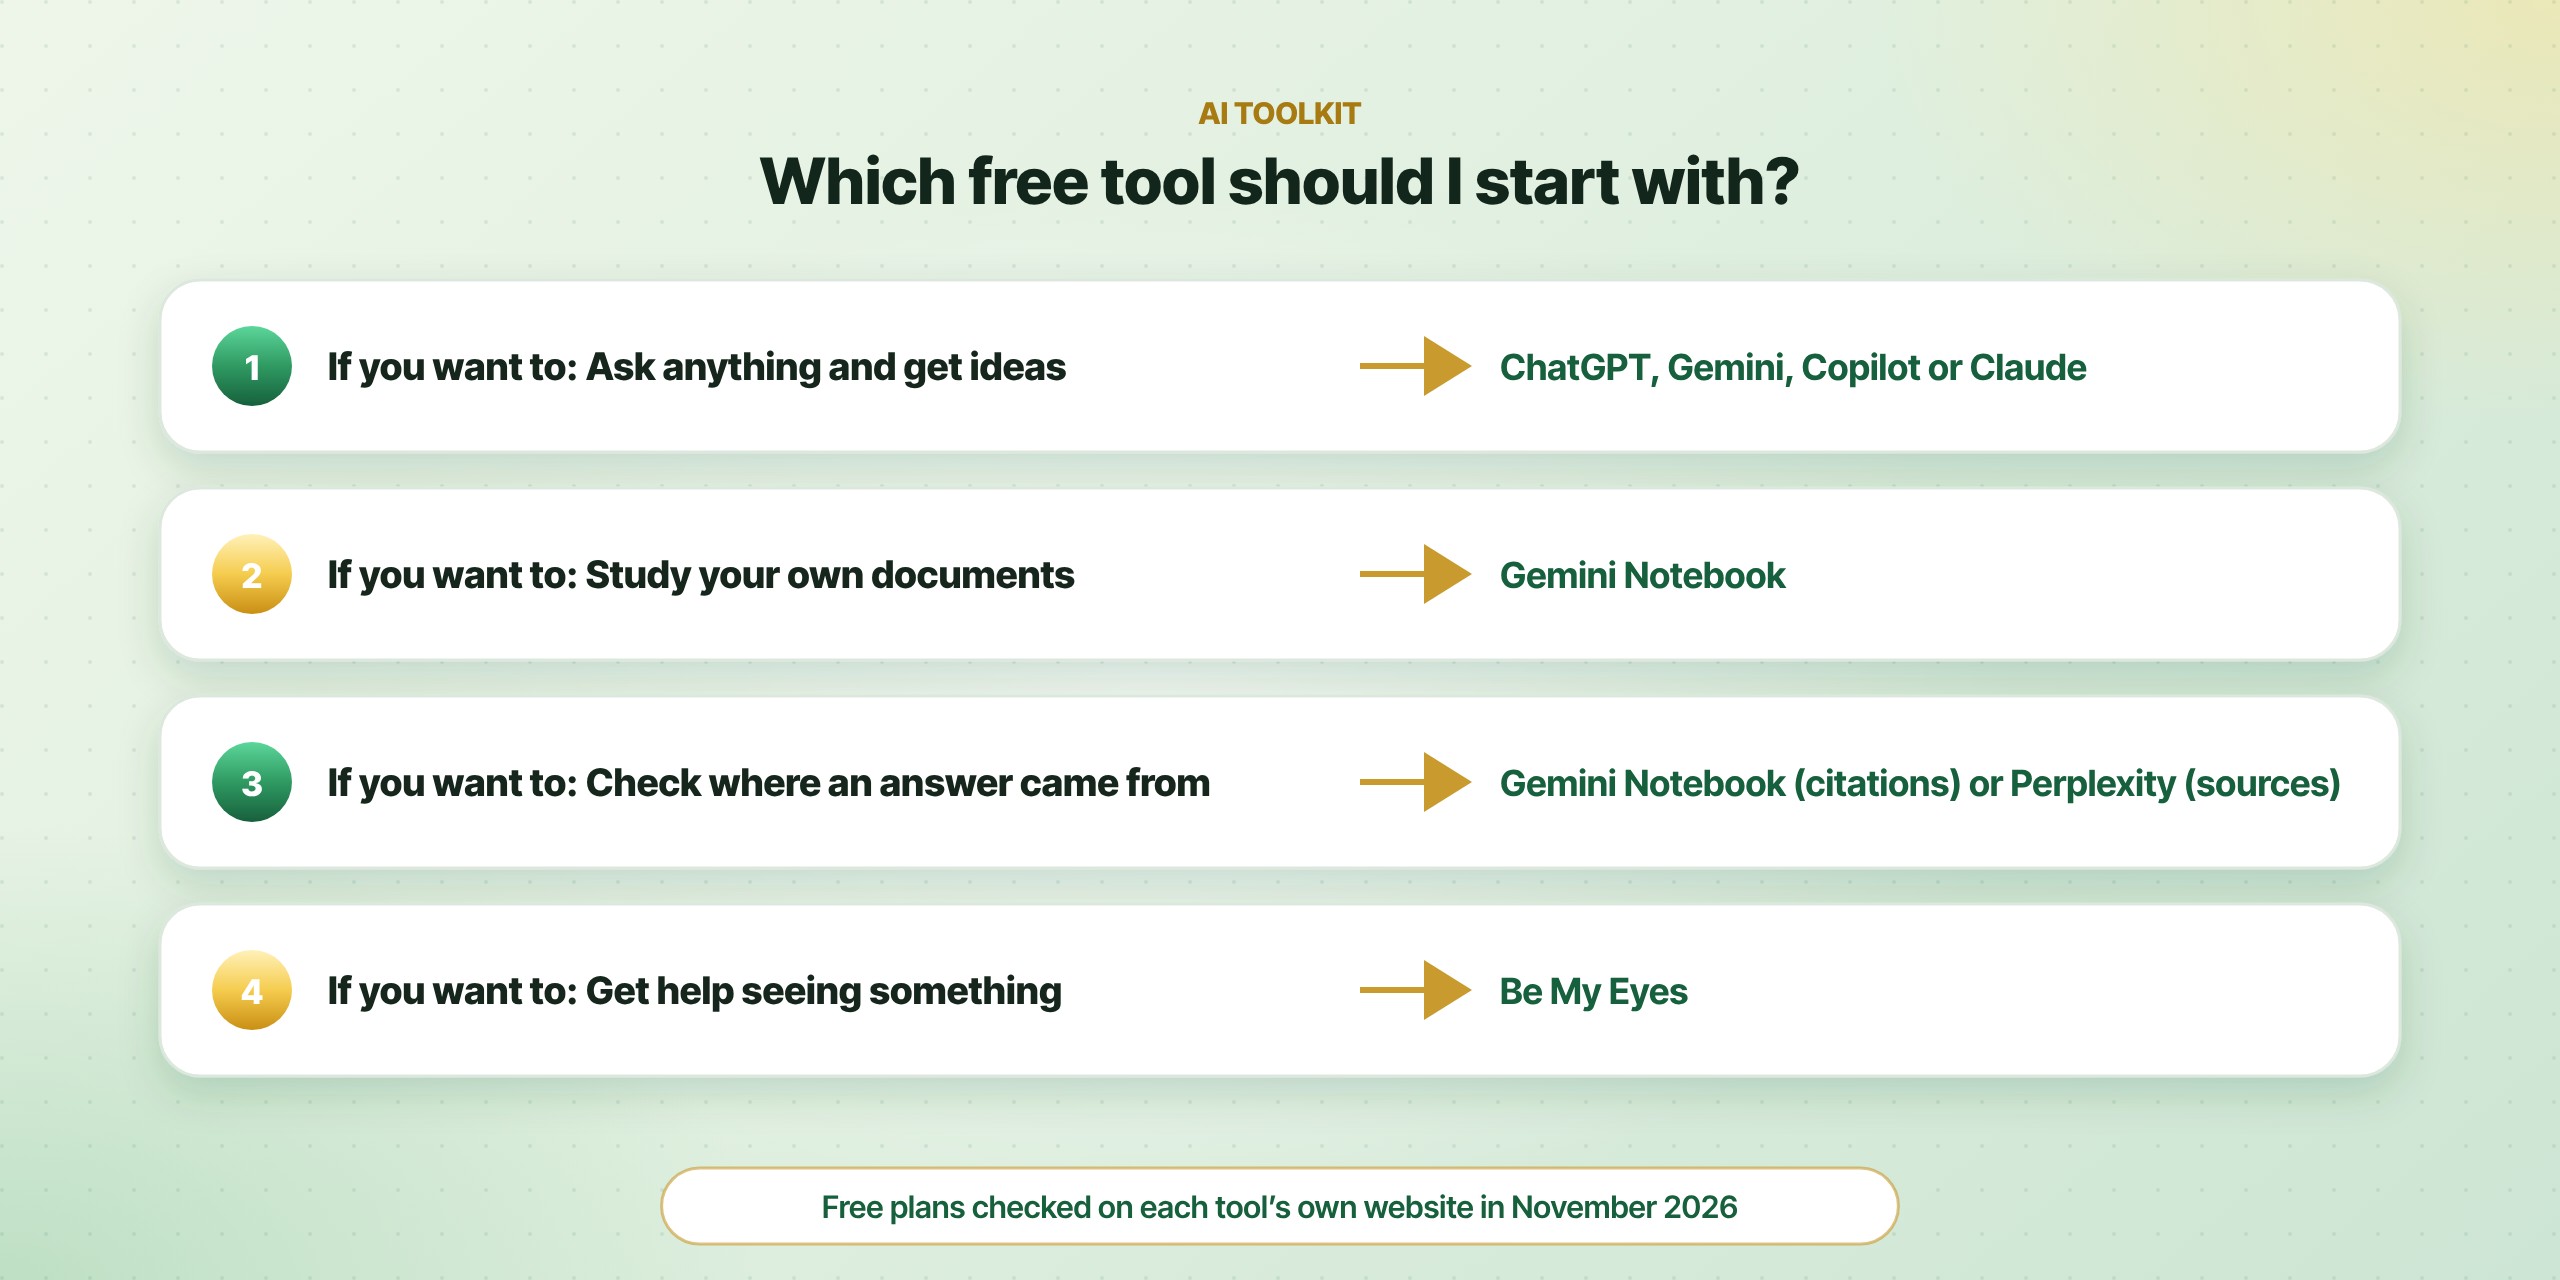 AI TOOLKIT
Which free tool should I start with?
1 If you want to: Ask anything and get ideas ChatGPT, Gemini, Copilot or Claude
2 If you want to: Study your own documents Gemini Notebook
3 If you want to: Check where an answer came from Gemini Notebook (citations) or Perplexity (sources)
4 If you want to: Get help seeing something Be My Eyes
Free plans checked on each tool’s own website in November 2026